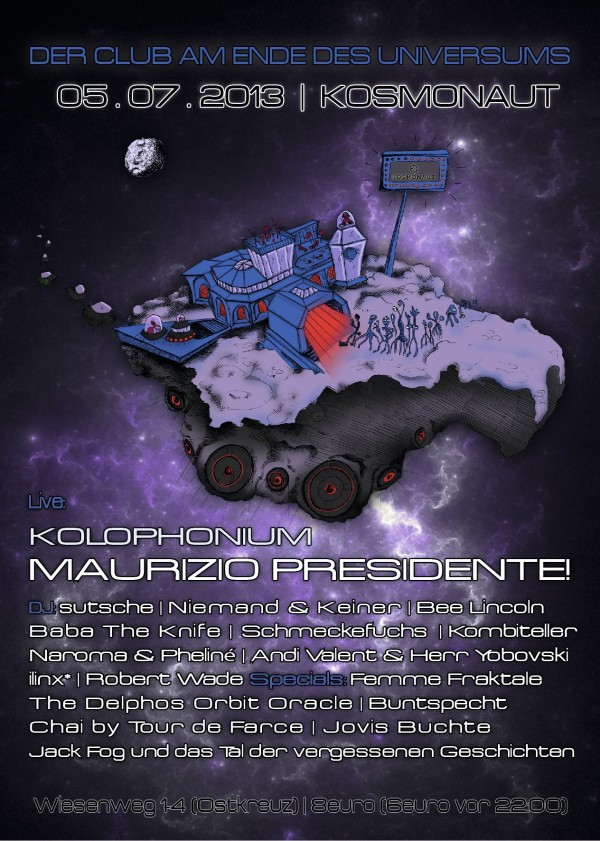 DER CLUB AM ENDE DES UNIVERSUMS
05.07.2013 | KOSMONAUT
KOSMONAUT
Live:
KOLOPHONIUM
MAURIZIO PRESIDENTE!
DJ: sutsche | Niemand & Keiner | Bee Lincoln
Baba The Knife | Schmeckefuchs | Kombiteller
Naroma & Pheliné | Andi Valent & Herr Yobovski
ilinx* | Robert Wade Specials: Femme Fraktale
The Delphos Orbit Oracle | Buntspecht
Chai by Tour de Farce | Jovis Buchte
Jack Fog und das Tal der vergessenen Geschichten
Wiesenweg 1-4 (Ostkreuz) | 8euro (6euro vor 22:00)